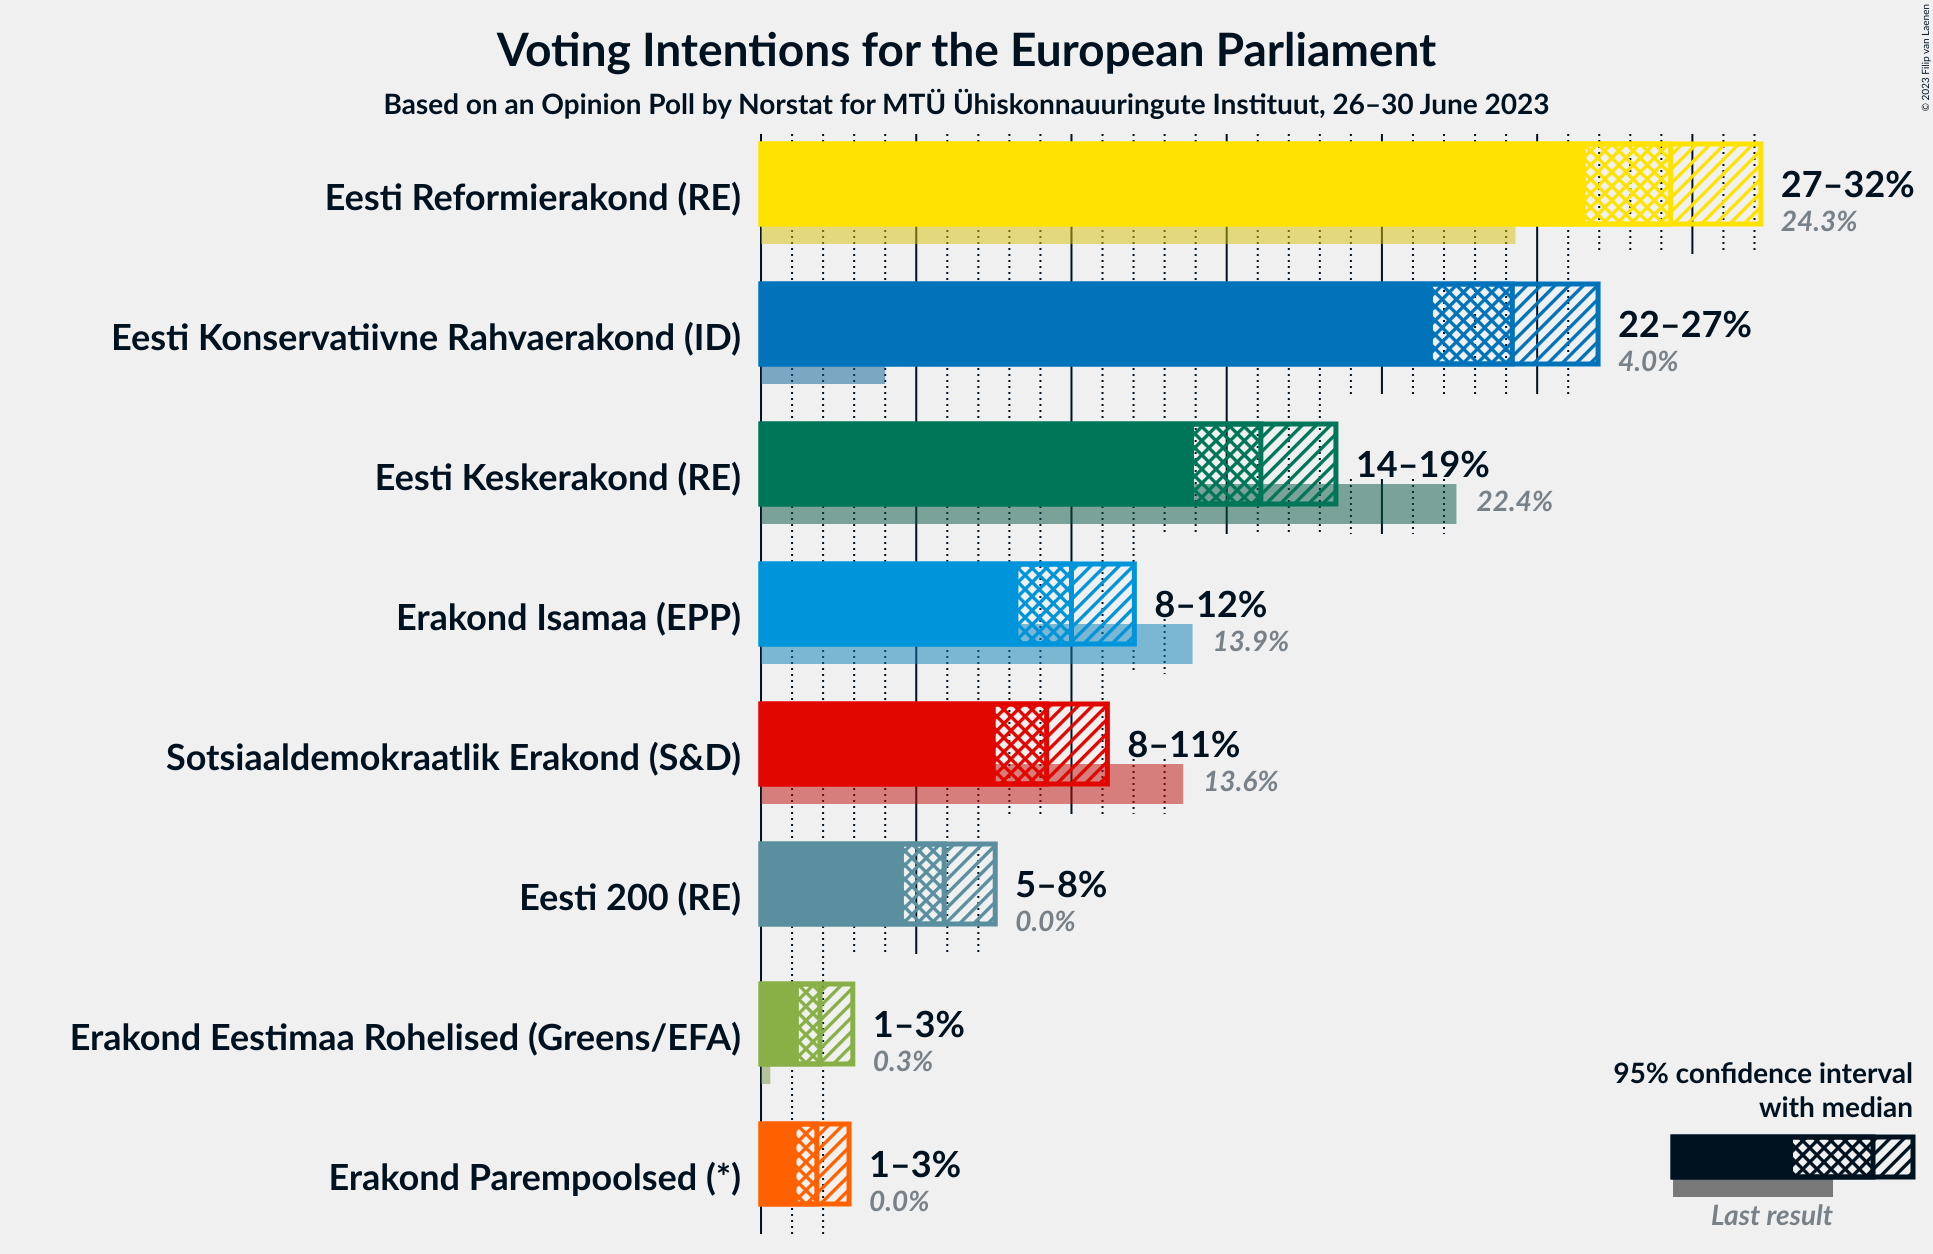 Voting Intentions for the European Parliament
Based on an Opinion Poll by Norstat for MTÜ Ühiskonnauuringute Instituut, 26–30 June 2023
© 2023 Filip van Laenen
Eesti Reformierakond (RE)
27–32%
24.3%
Eesti Konservatiivne Rahvaerakond (ID)
22–27%
4.0%
Eesti Keskerakond (RE)
14–19%
22.4%
Erakond Isamaa (EPP)
8–12%
13.9%
Sotsiaaldemokraatlik Erakond (S&D)
8–11%
13.6%
Eesti 200 (RE)
5–8%
0.0%
Erakond Eestimaa Rohelised (Greens/EFA)
1–3%
0.3%
Erakond Parempoolsed (*)
1–3%
0.0%
95% confidence interval
with median
Last result